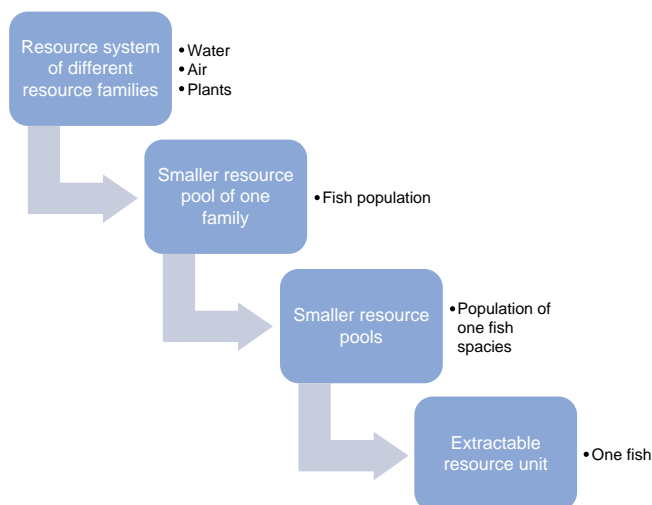 Resource system
of different
resource families
• Water
• Air
• Plants
Smaller resource
pool of one
family
• Fish population
Smaller resource
pools
• Population of
one fish
spacies
Extractable
resource unit
• One fish